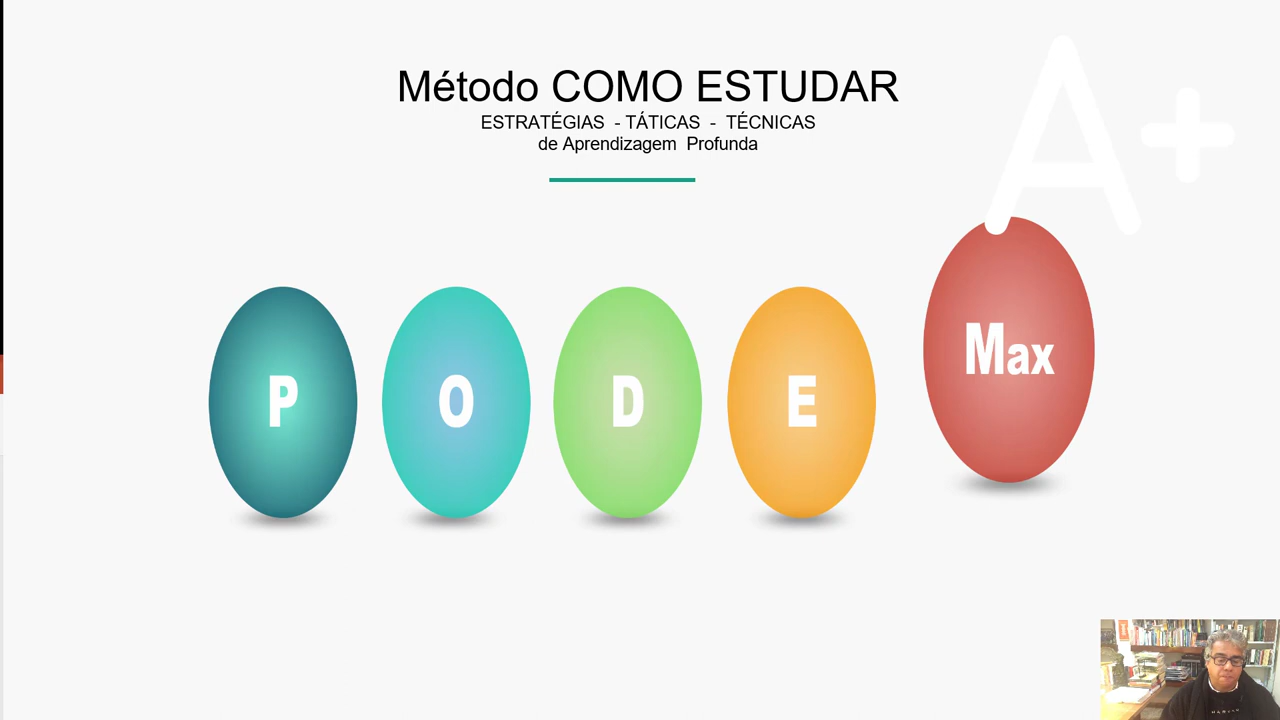 Método COMO ESTUDAR
ESTRATÉGIAS - TÁTICAS - TÉCNICAS
de Aprendizagem Profunda
A+
P O D E Max